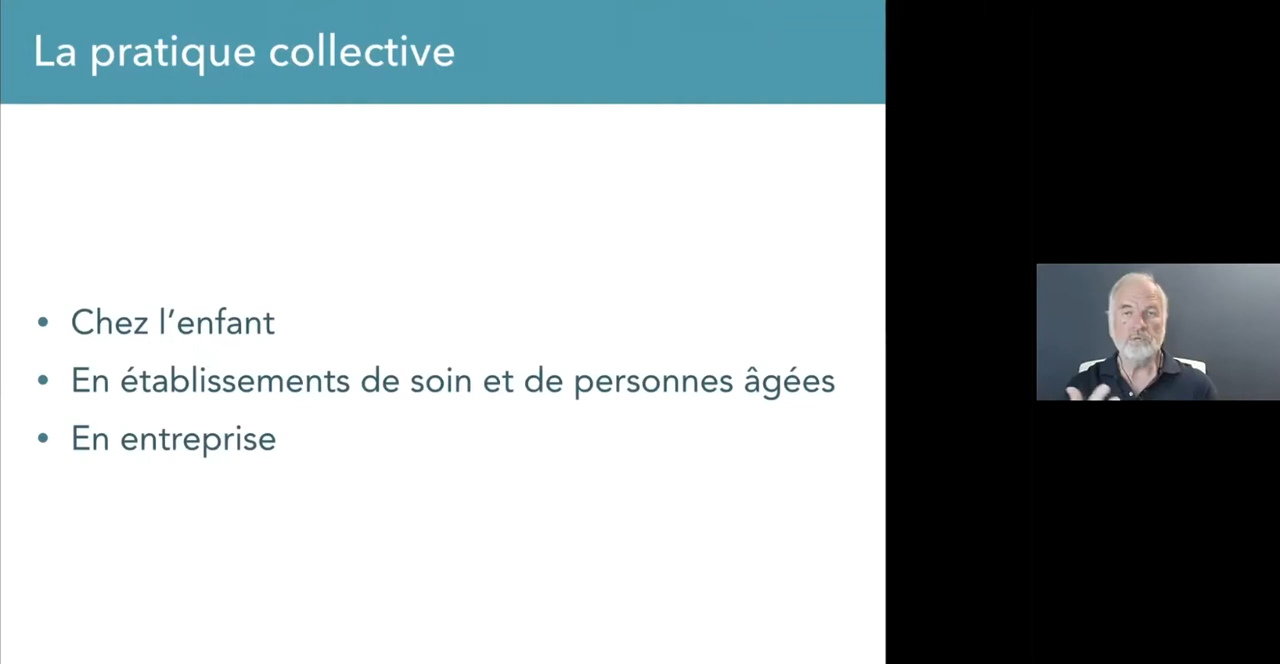 La pratique collective
• Chez l’enfant
• En établissements de soin et de personnes âgées
• En entreprise